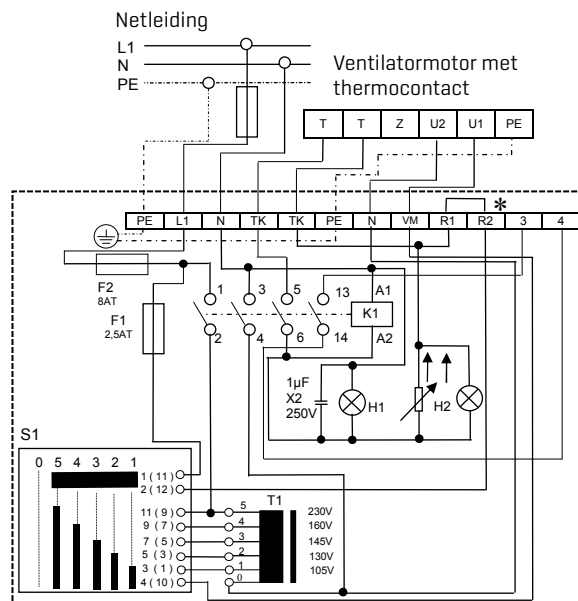 Netleiding
L1
N
PE
Ventilatormotor met
thermocontact
T T Z U2 U1 PE
PE L1 N TK TK PE N VM R1 R2 3 4
*
F2
8AT
F1
2,5AT
1 3 5 13
2 4 6 14
A1
K1
A2
1µF
X2
250V
H1
H2
S1
0 5 4 3 2 1
1 (11)
2 (12)
11 ( 9 )
9 ( 7 )
7 ( 5 )
5 ( 3 )
3 ( 1 )
4 (10)
T1
5 230V
4 160V
3 145V
2 130V
1 105V
0